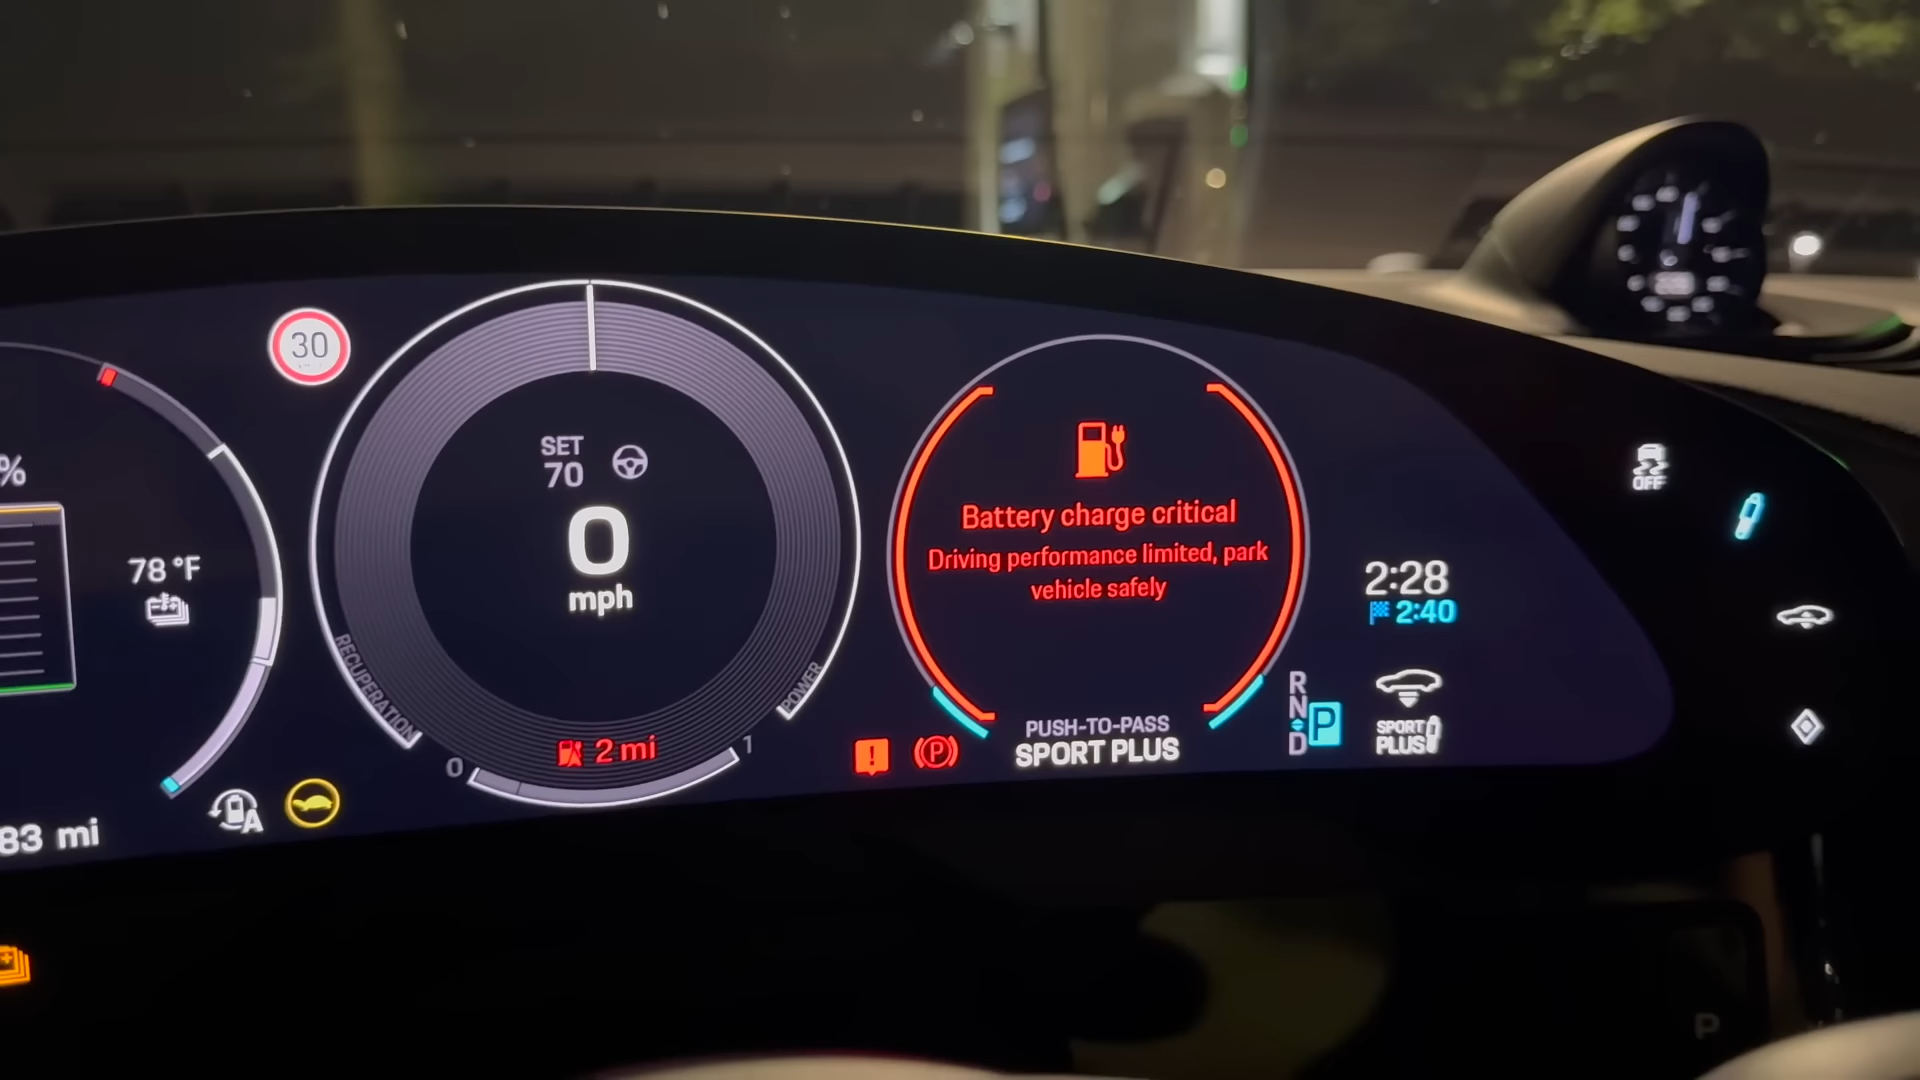 30
%
78 °F
83 mi
A
SET
70
0
mph
RECUPERATION
POWER
0
1
2 mi
Battery charge critical
Driving performance limited, park
vehicle safely
PUSH-TO-PASS
SPORT PLUS
!
P
2:28
2:40
R
N
D
P
SPORT
PLUS
OFF
P